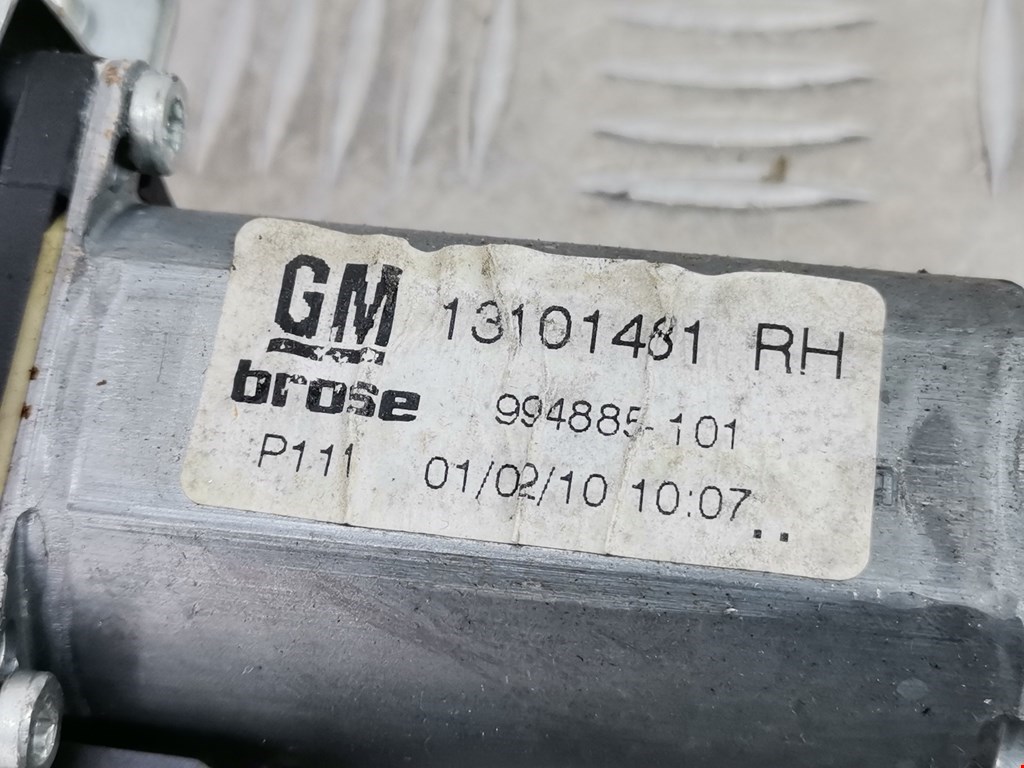 GM 13101481 RH
brose 994885-101
P111 01/02/10 10:07..